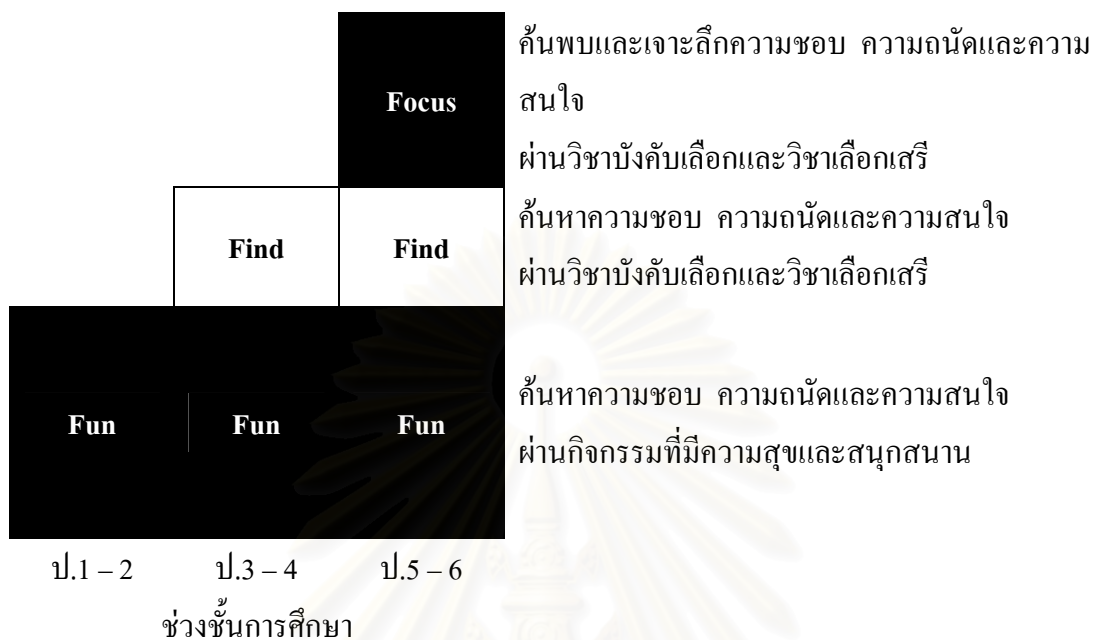 ค้นพบและเจาะลึกความชอบ ความถนัดและความ
Focus สนใจ
ผ่านวิชาบังคับเลือกและวิชาเลือกเสรี
ค้นหาความชอบ ความถนัดและความสนใจ
Find Find
ผ่านวิชาบังคับเลือกและวิชาเลือกเสรี
ค้นหาความชอบ ความถนัดและความสนใจ
Fun Fun Fun
ผ่านกิจกรรมที่มีความสุขและสนุกสนาน
ป.1 – 2 ป.3 – 4 ป.5 – 6
ช่วงชั้นการศึกษา